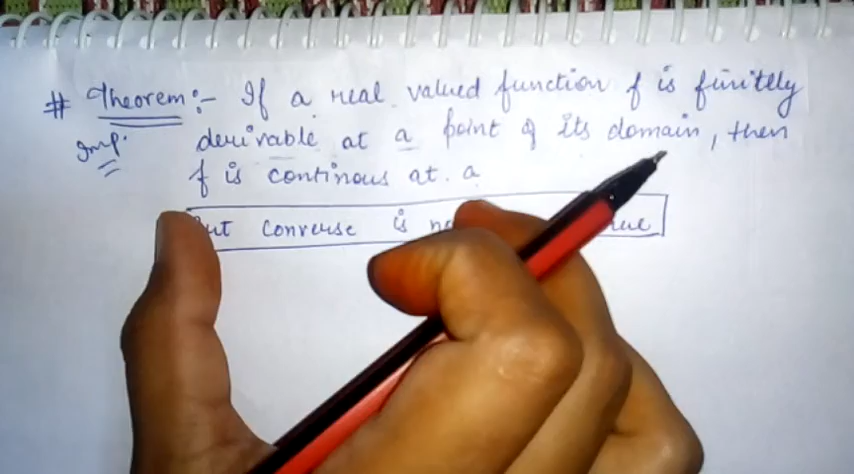 # Theorem:- If a real valued function f is finitely
Imp. derivable at a point of its domain, then
f is continous at a
But converse is